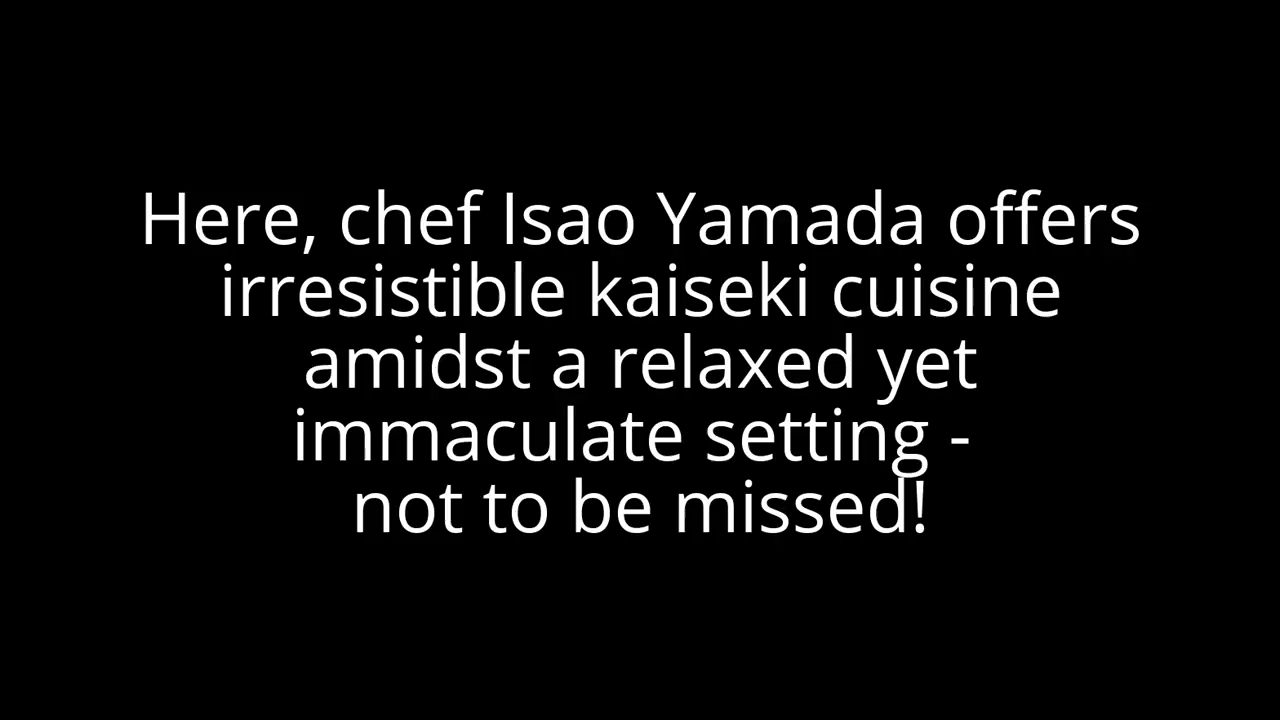 Here, chef Isao Yamada offers
irresistible kaiseki cuisine
amidst a relaxed yet
immaculate setting -
not to be missed!